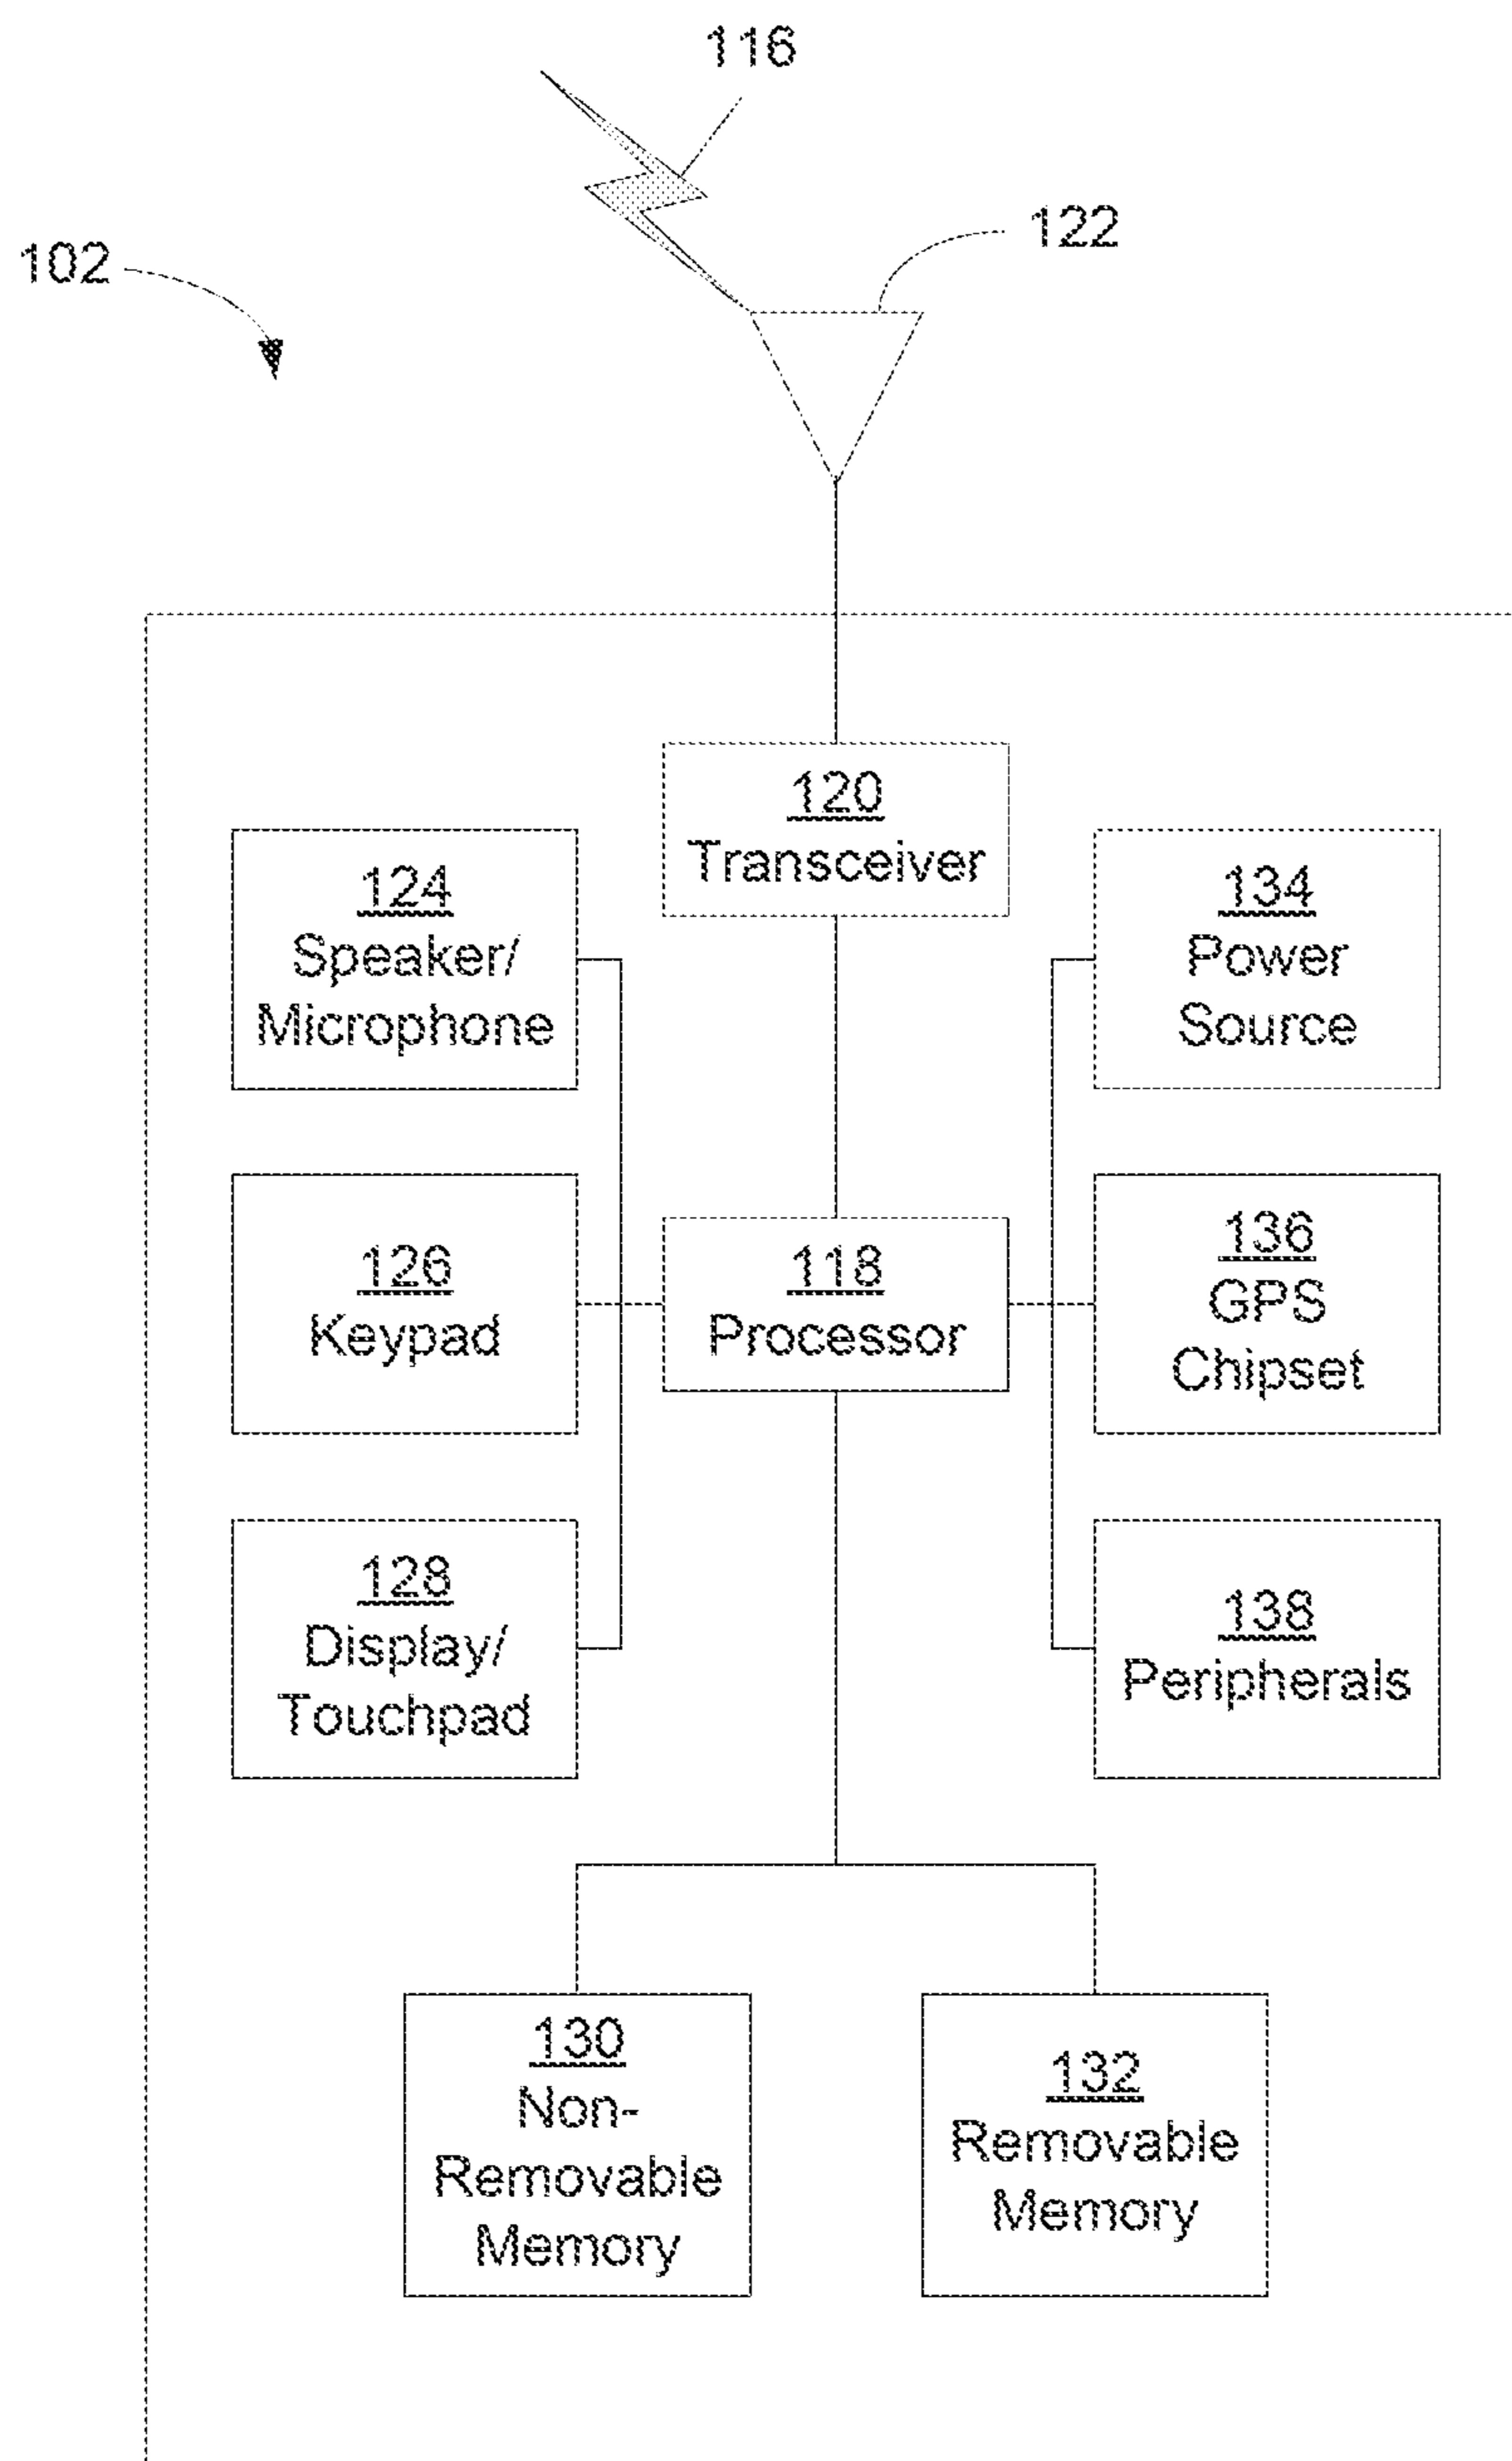 116
122
102
120
Transceiver
124
Speaker/
Microphone
134
Power
Source
126
Keypad
118
Processor
136
GPS
Chipset
128
Display/
Touchpad
138
Peripherals
130
Non-
Removable
Memory
132
Removable
Memory